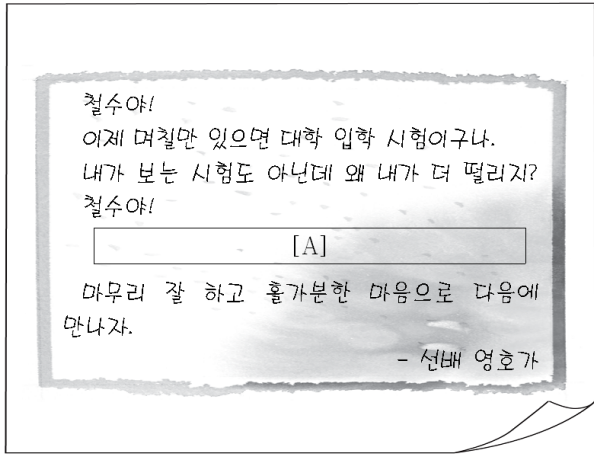 철수야!
이제 며칠만 있으면 대학 입학 시험이구나.
내가 보는 시험도 아닌데 왜 내가 더 떨리지?
철수야!
[A]
마무리 잘 하고 홀가분한 마음으로 다음에
만나자.
- 선배 영호가